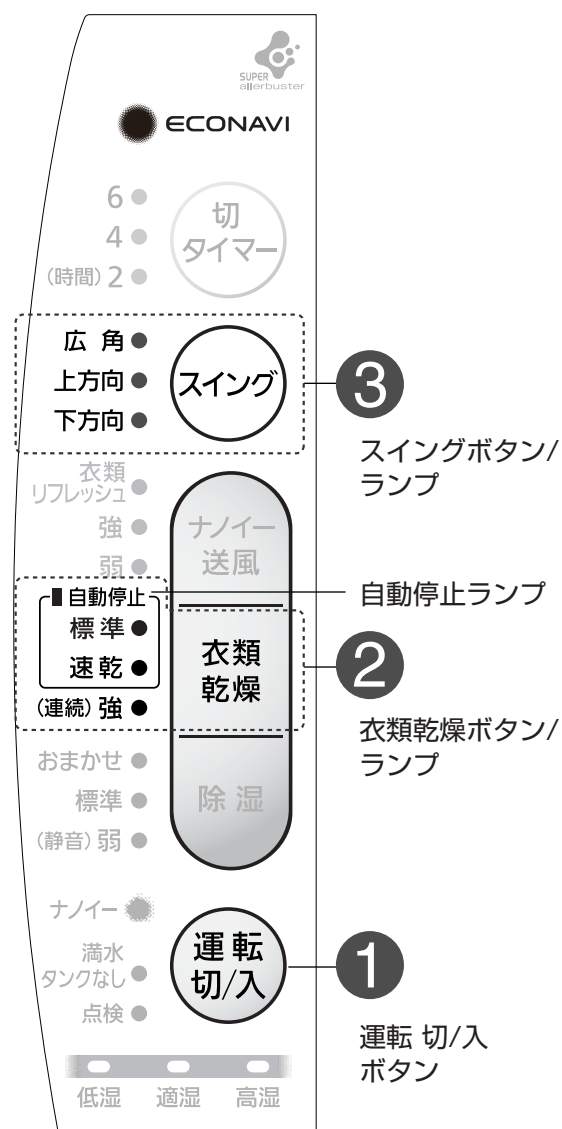 SUPER
allerbuster
ECONAVI
6
4
(時間) 2
切
タイマー
広 角
上方向
下方向
スイング
3
スイングボタン/
ランプ
衣類
リフレッシュ
強
弱
ナノイー
送風
自動停止
標準
速乾
(連続) 強
衣類
乾燥
自動停止ランプ
2
衣類乾燥ボタン/
ランプ
おまかせ
標準
(静音) 弱
除湿
ナノイー
満水
タンクなし
点検
運転
切/入
1
運転 切/入
ボタン
低湿 適湿 高湿